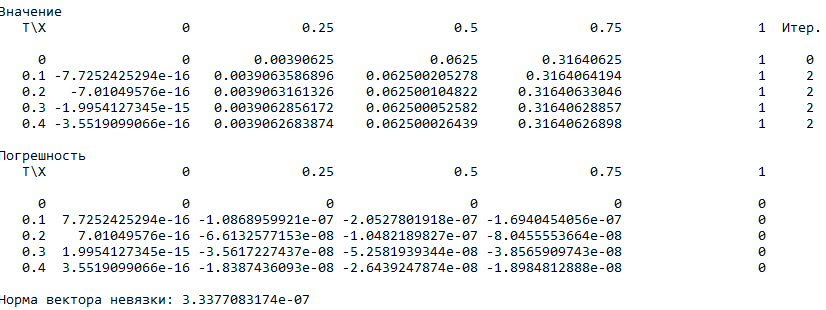 Значение
T\X 0 0.25 0.5 0.75 1 Итер.
0 0 0.00390625 0.0625 0.31640625 1 0
0.1 -7.7252425294e-16 0.0039063586896 0.062500205278 0.3164064194 1 2
0.2 -7.01049576e-16 0.0039063161326 0.062500104822 0.31640633046 1 2
0.3 -1.9954127345e-15 0.0039062856172 0.062500052582 0.31640628857 1 2
0.4 -3.5519099066e-16 0.0039062683874 0.062500026439 0.31640626898 1 2
Погрешность
T\X 0 0.25 0.5 0.75 1
0 0 0 0 0 0
0.1 7.7252425294e-16 -1.0868959921e-07 -2.0527801918e-07 -1.6940454056e-07 0
0.2 7.01049576e-16 -6.6132577153e-08 -1.0482189827e-07 -8.0455553664e-08 0
0.3 1.9954127345e-15 -3.5617227437e-08 -5.2581939344e-08 -3.8565909743e-08 0
0.4 3.5519099066e-16 -1.8387436093e-08 -2.6439247874e-08 -1.8984812888e-08 0
Норма вектора невязки: 3.3377083174e-07